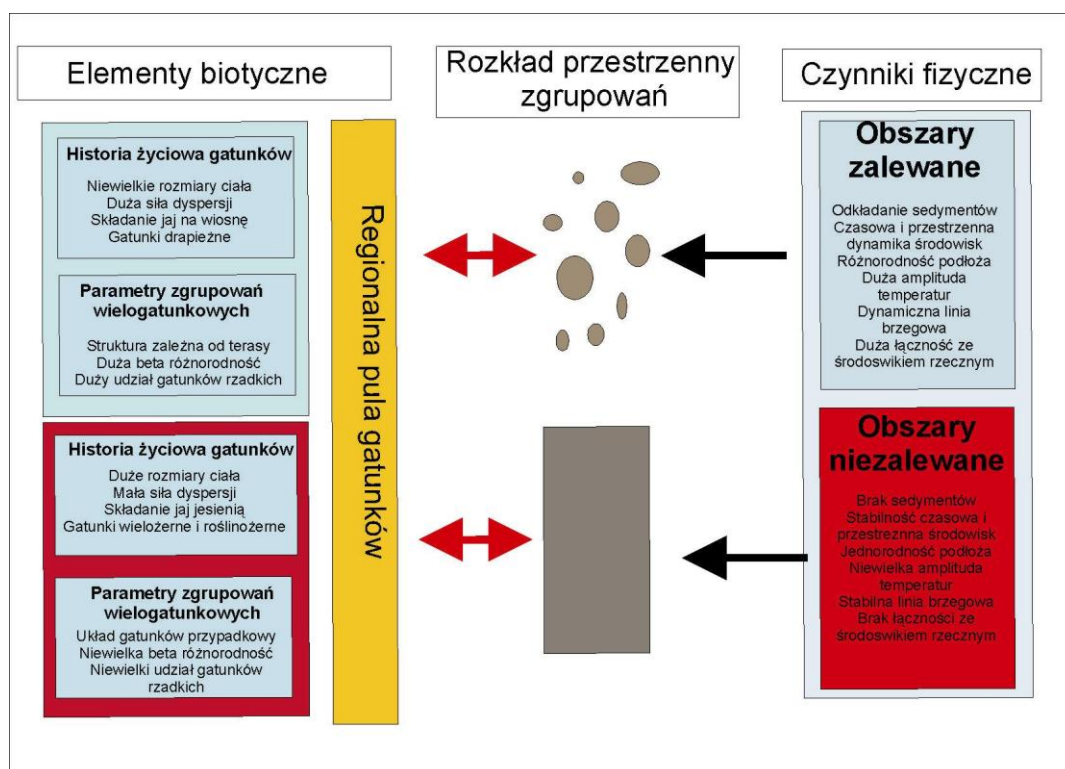 Elementy biotyczne
Rozkład przestrzenny
zgrupowań
Czynniki fizyczne
Historia życiowa gatunków
Niewielkie rozmiary ciała
Duża siła dyspersji
Składanie jaj na wiosnę
Gatunki drapieżne
Parametry zgrupowań
wielogatunkowych
Struktura zależna od terasy
Duża beta różnorodność
Duży udział gatunków rzadkich
Historia życiowa gatunków
Duże rozmiary ciała
Mała siła dyspersji
Składanie jaj jesienią
Gatunki wielożerne i roślinożerne
Parametry zgrupowań
wielogatunkowych
Układ gatunków przypadkowy
Niewielka beta różnorodność
Niewielki udział gatunków
rzadkich
Regionalna pula gatunków
Obszary
zalewane
Odkładanie sedymentów
Czasowa i przestrzenna
dynamika środowisk
Różnorodność podłoża
Duża amplituda
temperatur
Dynamiczna linia
brzegowa
Duża łączność ze
środoswikiem rzecznym
Obszary
niezalewane
Brak sedymentów
Stabilność czasowa i
przestreznna środowisk
Jednorodność podłoża
Niewielka amplituda
temperatur
Stabilna linia brzegowa
Brak łączności ze
środoswikiem rzecznym